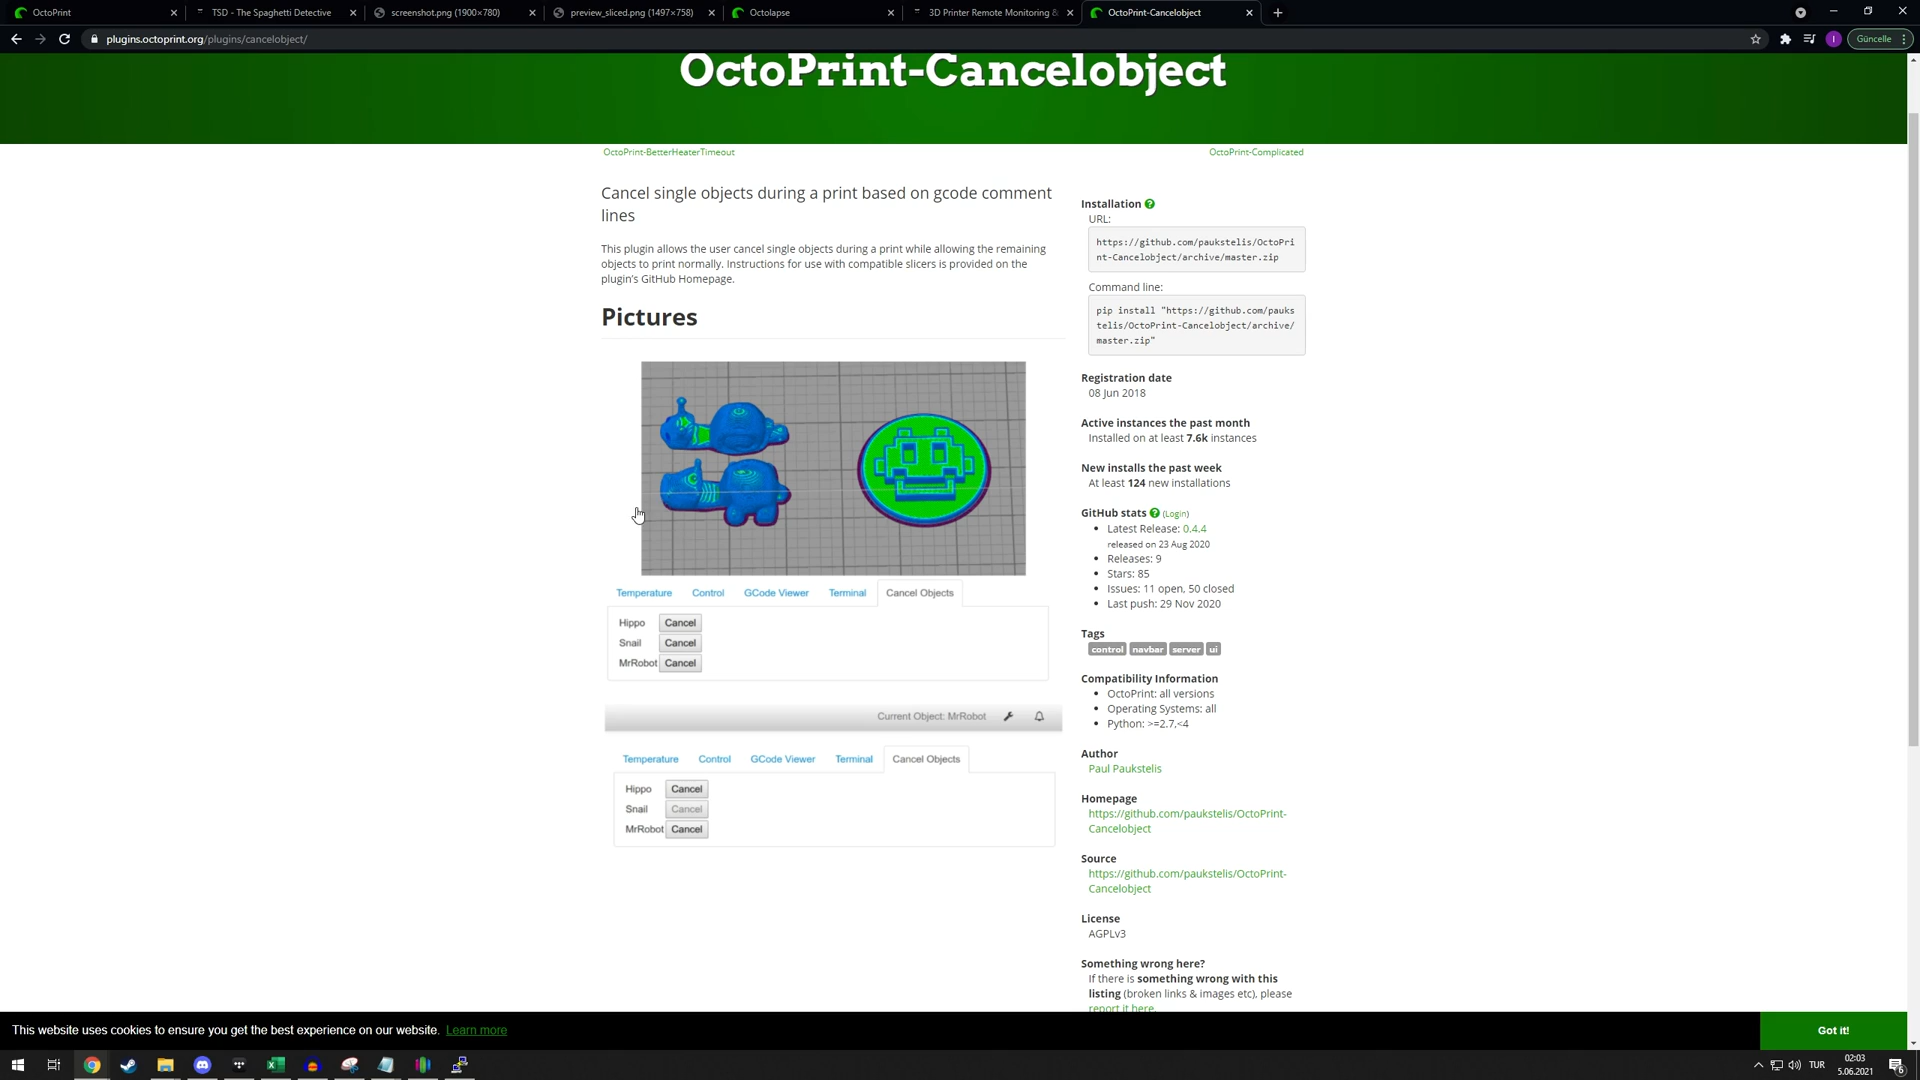 OctoPrint
TSD - The Spaghetti Detective
screenshot.png (1900×780)
preview_sliced.png (1497×758)
Octolapse
3D Printer Remote Monitoring &
OctoPrint-Cancelobject
plugins.octoprint.org/plugins/cancelobject/
Güncelle
OctoPrint-Cancelobject
OctoPrint-BetterHeaterTimeout
OctoPrint-Complicated
Cancel single objects during a print based on gcode comment
lines
This plugin allows the user cancel single objects during a print while allowing the remaining
objects to print normally. Instructions for use with compatible slicers is provided on the
plugin's GitHub Homepage.
Pictures
Temperature
Control
GCode Viewer
Terminal
Cancel Objects
Hippo Cancel
Snail Cancel
MrRobot Cancel
Current Object: MrRobot
Temperature
Control
GCode Viewer
Terminal
Cancel Objects
Hippo Cancel
Snail Cancel
MrRobot Cancel
Installation
URL:
https://github.com/paukstelis/OctoPri
nt-Cancelobject/archive/master.zip
Command line:
pip install "https://github.com/pauks
telis/OctoPrint-Cancelobject/archive/
master.zip"
Registration date
08 Jun 2018
Active instances the past month
Installed on at least 7.6k instances
New installs the past week
At least 124 new installations
GitHub stats (Login)
Latest Release: 0.4.4
released on 23 Aug 2020
Releases: 9
Stars: 85
Issues: 11 open, 50 closed
Last push: 29 Nov 2020
Tags
control navbar server ui
Compatibility Information
OctoPrint: all versions
Operating Systems: all
Python: >=2.7,<4
Author
Paul Paukstelis
Homepage
https://github.com/paukstelis/OctoPrint-
Cancelobject
Source
https://github.com/paukstelis/OctoPrint-
Cancelobject
License
AGPLv3
Something wrong here?
If there is something wrong with this
listing (broken links & images etc), please
report it here.
This website uses cookies to ensure you get the best experience on our website. Learn more
Got it!
TUR
02:03
5.06.2021